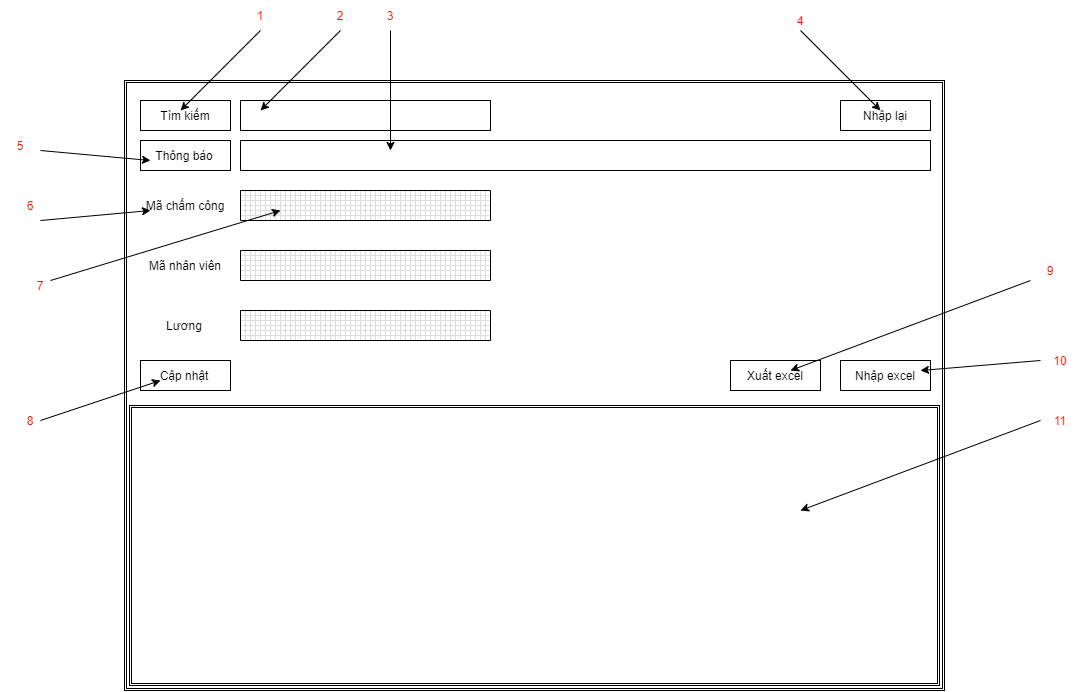 1
2
3
4
Tìm kiếm
Nhập lại
5
Thông báo
6
Mã chấm công
7
Mã nhân viên
9
Lương
8
Cập nhật
Xuất excel
Nhập excel
10
11